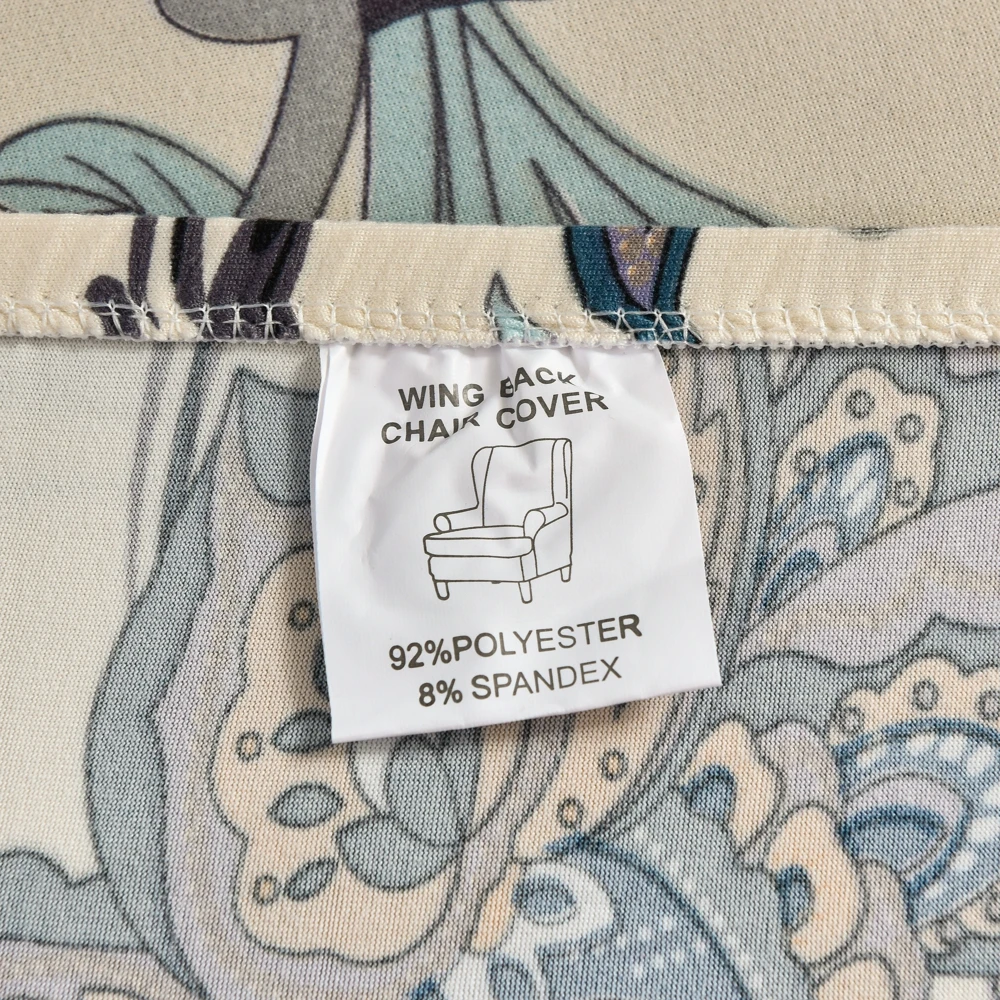 WING BACK
CHAIR COVER
92%POLYESTER
8% SPANDEX